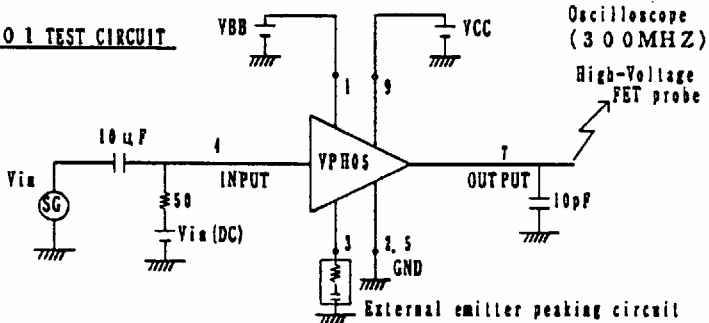 0 1 TEST CIRCUIT
VBB
VCC
Oscilloscope
(300MHZ)
High-Voltage
FET probe
1
9
10μF
4
VPH05
7
Vin
SG
INPUT
OUTPUT
50
10pF
Vin(DC)
3
2, 5
GND
External emitter peaking circuit